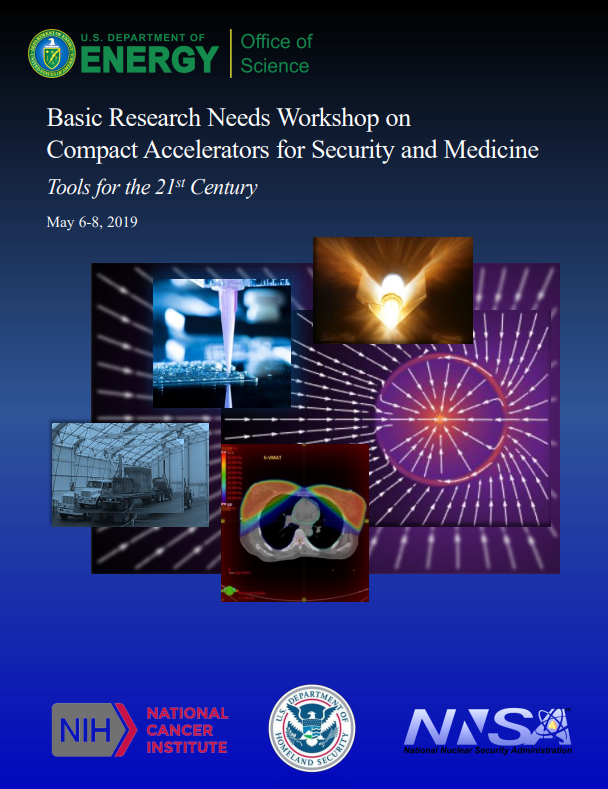 U.S. DEPARTMENT OF
ENERGY
Office of
Science
Basic Research Needs Workshop on
Compact Accelerators for Security and Medicine
Tools for the 21st Century
May 6-8, 2019
h-VMAT
NIH
NATIONAL
CANCER
INSTITUTE
U.S. DEPARTMENT OF
HOMELAND SECURITY
NNSA
National Nuclear Security Administration